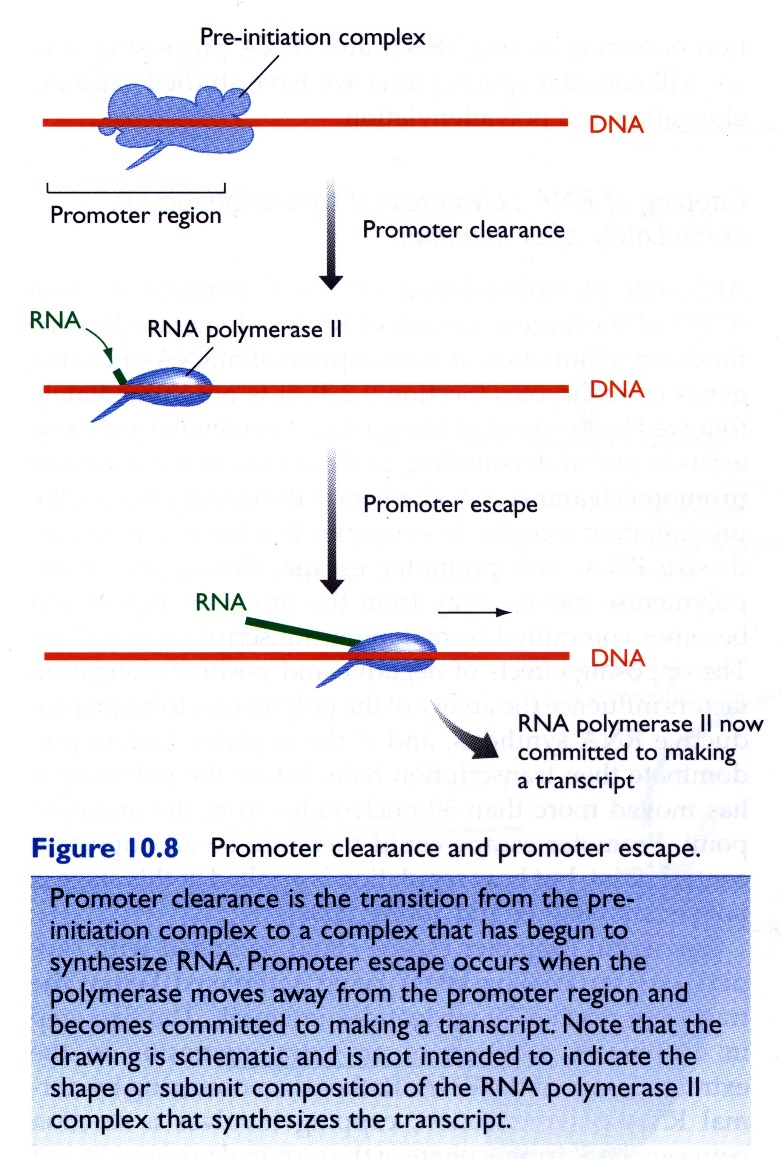 Pre-initiation complex
DNA
Promoter region
Promoter clearance
RNA
RNA polymerase II
DNA
Promoter escape
RNA
DNA
RNA polymerase II now
committed to making
a transcript
Figure 10.8 Promoter clearance and promoter escape.
Promoter clearance is the transition from the pre-
initiation complex to a complex that has begun to
synthesize RNA. Promoter escape occurs when the
polymerase moves away from the promoter region and
becomes committed to making a transcript. Note that the
drawing is schematic and is not intended to indicate the
shape or subunit composition of the RNA polymerase II
complex that synthesizes the transcript.